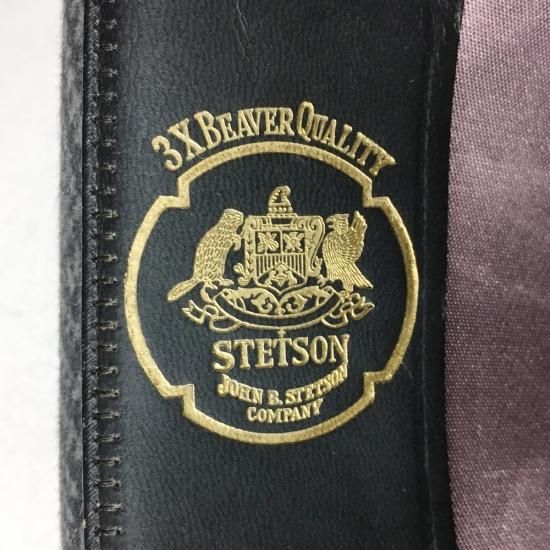 3X BEAVER QUALITY
STETSON
JOHN B. STETSON
COMPANY